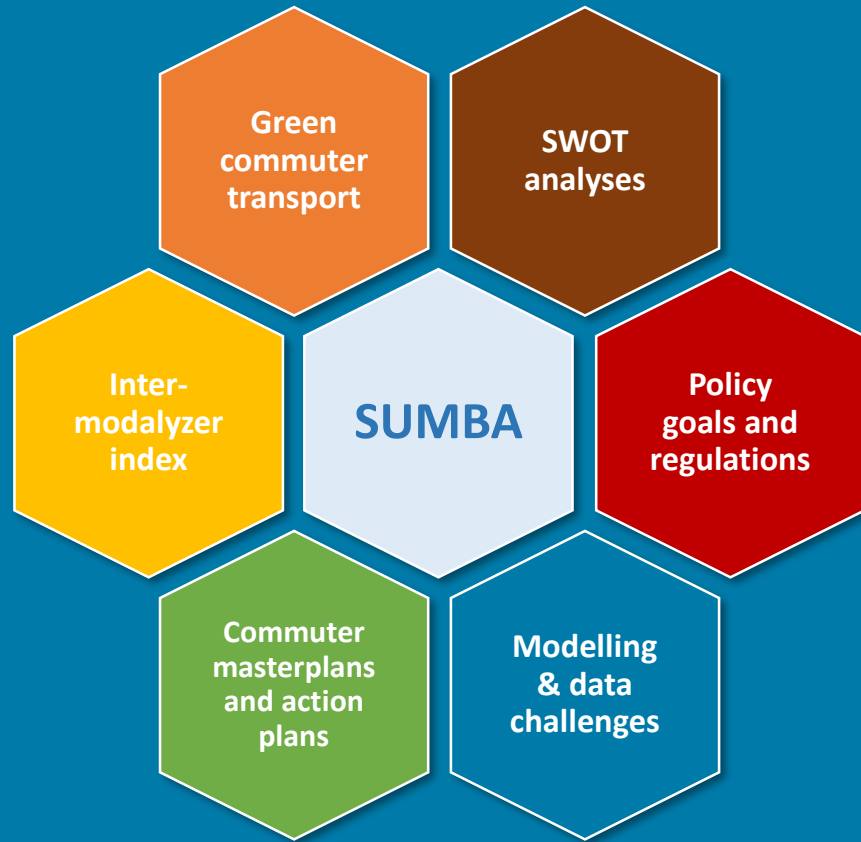 Green
commuter
transport
SWOT
analyses
Inter-
modalyzer
index
SUMBA
Policy
goals and
regulations
Commuter
masterplans
and action
plans
Modelling
& data
challenges